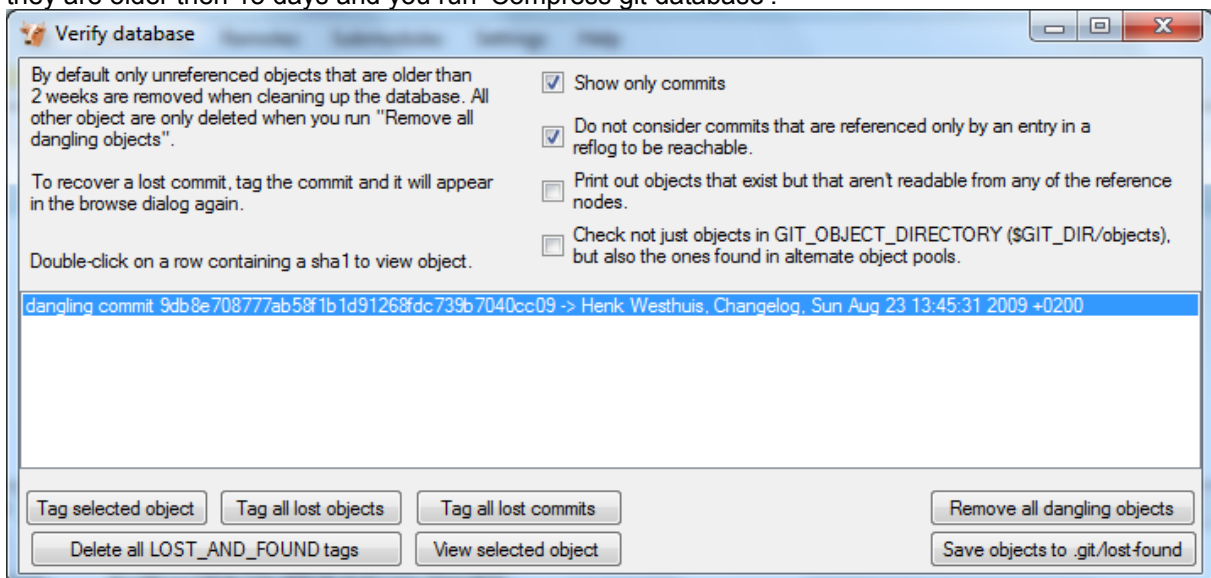 they are older then 15 days and you run 'Compress git database'.
Verify database
Remotes Submodules Settings Help
By default only unreferenced objects that are older than
2 weeks are removed when cleaning up the database. All
other object are only deleted when you run "Remove all
dangling objects".
To recover a lost commit, tag the commit and it will appear
in the browse dialog again.
Double-click on a row containing a sha1 to view object.
Show only commits
Do not consider commits that are referenced only by an entry in a
reflog to be reachable.
Print out objects that exist but that aren't readable from any of the reference
nodes.
Check not just objects in GIT_OBJECT_DIRECTORY ($GIT_DIR/objects),
but also the ones found in alternate object pools.
dangling commit 9db8e708777ab58f1b1d91268fdc739b7040cc09 -> Henk Westhuis, Changelog, Sun Aug 23 13:45:31 2009 +0200
Tag selected object Tag all lost objects Tag all lost commits Remove all dangling objects
Delete all LOST_AND_FOUND tags View selected object Save objects to .git/lost-found